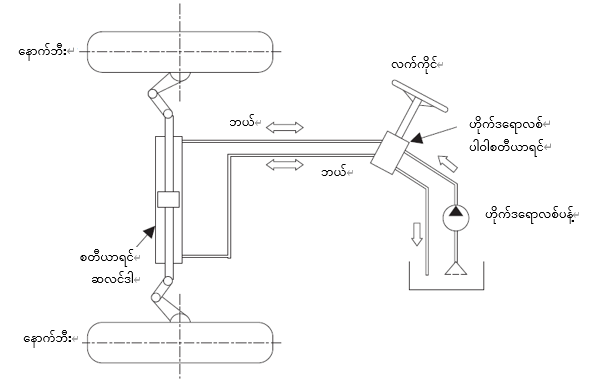 နောက်ဘီး
လက်ကိုင်
ဘယ်
ဟိုက်ဒရောလစ်
ပါဝါစတီယာရင်
ဘယ်
ဟိုက်ဒရောလစ်ပန့်
စတီယာရင်
ဆလင်ဒါ
နောက်ဘီး